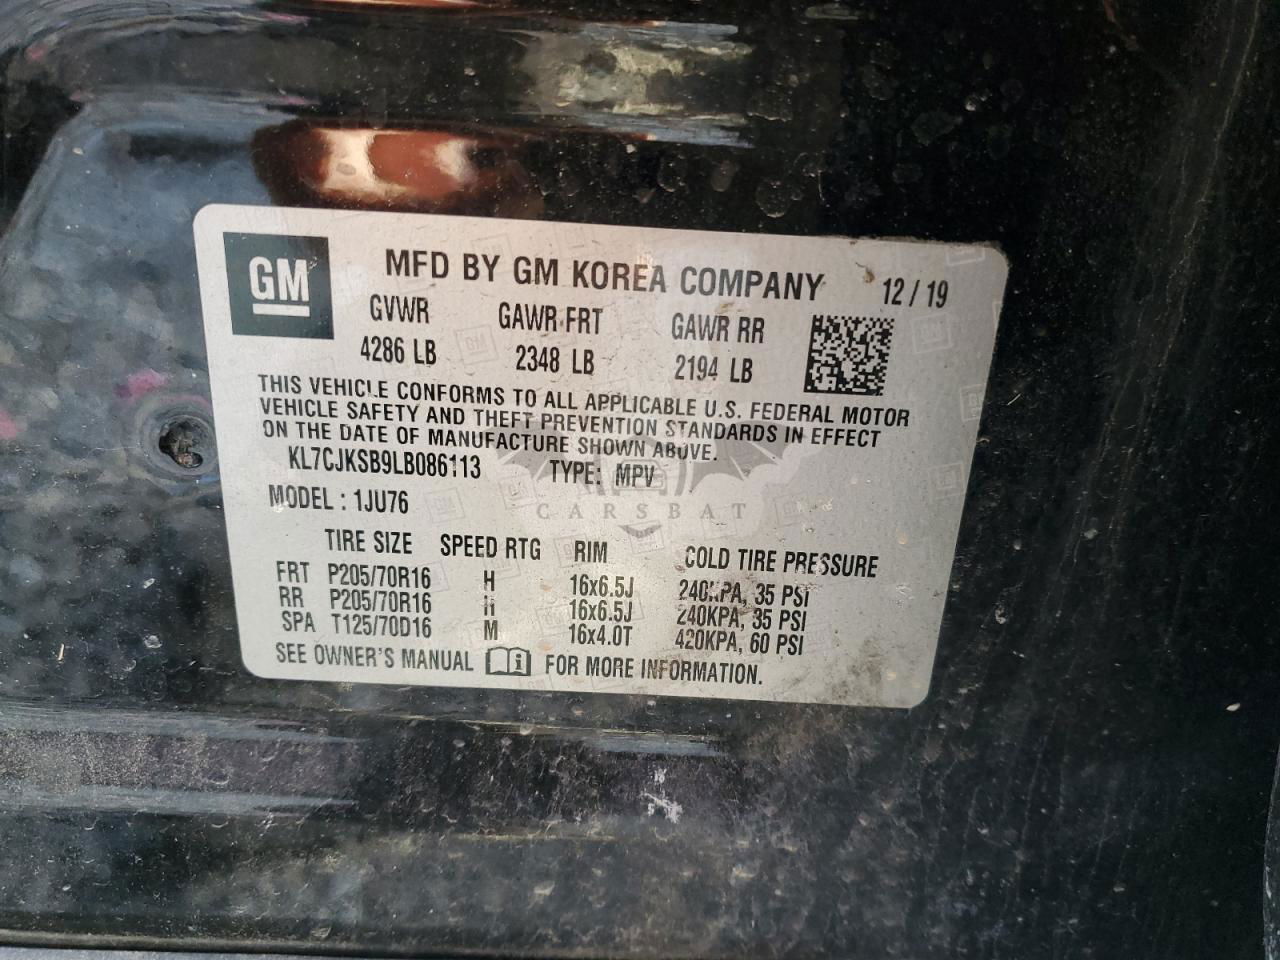 GM
MFD BY GM KOREA COMPANY 12 / 19
GVWR GAWR FRT GAWR RR
4286 LB 2348 LB 2194 LB
THIS VEHICLE CONFORMS TO ALL APPLICABLE U.S. FEDERAL MOTOR
VEHICLE SAFETY AND THEFT PREVENTION STANDARDS IN EFFECT
ON THE DATE OF MANUFACTURE SHOWN ABOVE.
KL7CJKSB9LB086113 TYPE: MPV
MODEL : 1JU76
CARSBAT
TIRE SIZE SPEED RTG RIM COLD TIRE PRESSURE
FRT P205/70R16 H 16x6.5J 240KPA, 35 PSI
RR P205/70R16 H 16x6.5J 240KPA, 35 PSI
SPA T125/70D16 M 16x4.0T 420KPA, 60 PSI
SEE OWNER'S MANUAL FOR MORE INFORMATION.